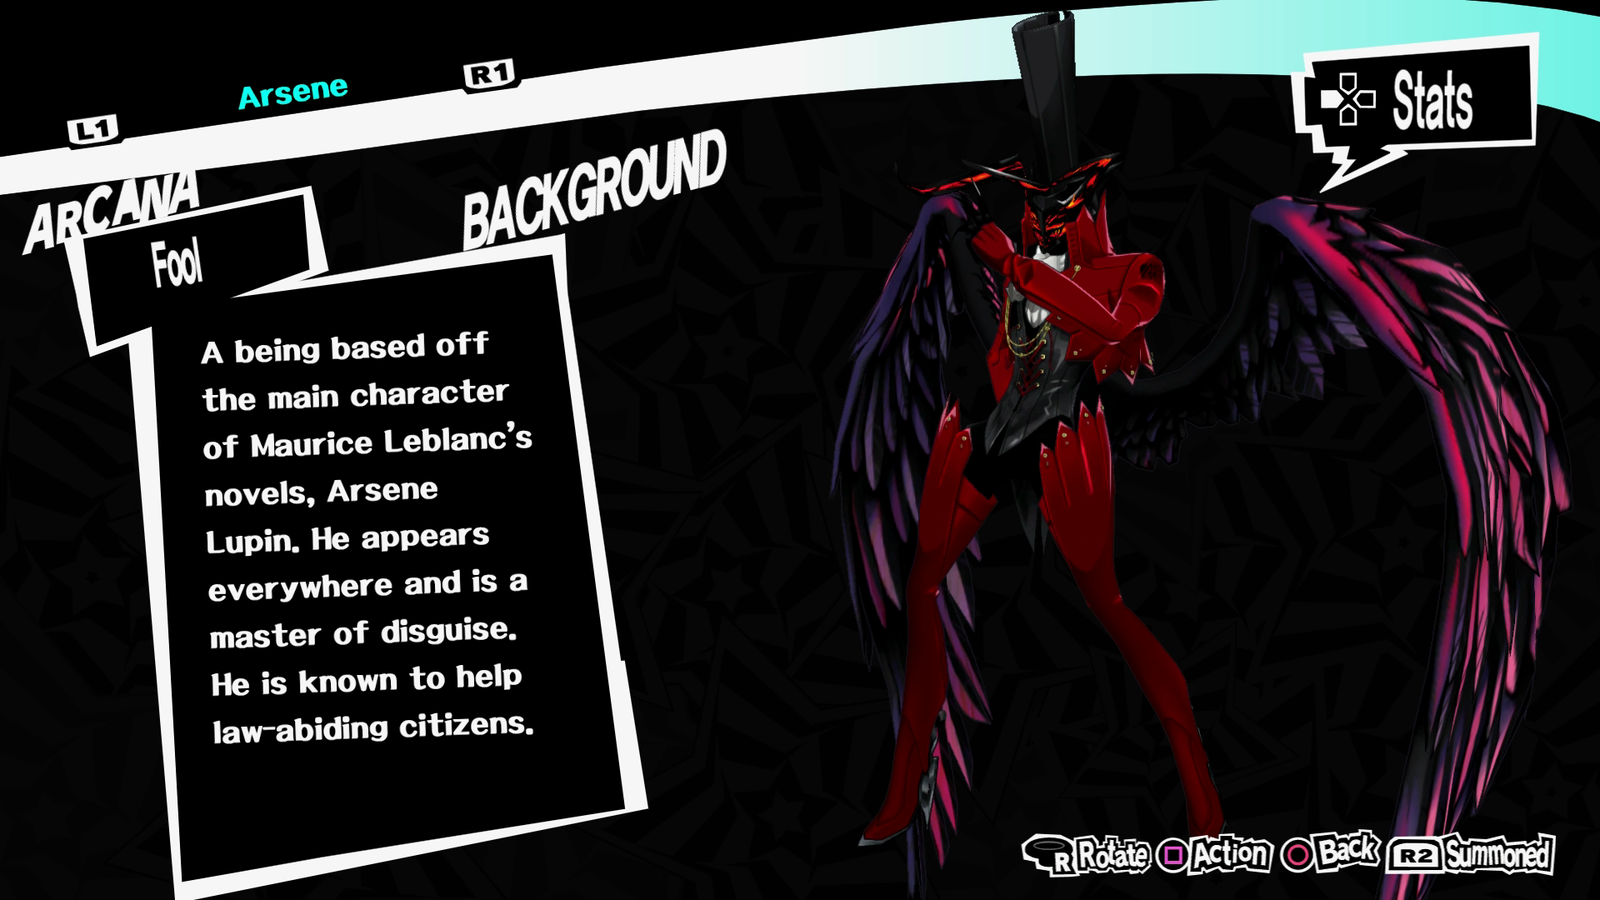 Arsene
L1
R1
Stats
ARCANA
Fool
BACKGROUND
A being based off
the main character
of Maurice Leblanc's
novels, Arsene
Lupin. He appears
everywhere and is a
master of disguise.
He is known to help
law-abiding citizens.
R Rotate Action Back R2 Summoned